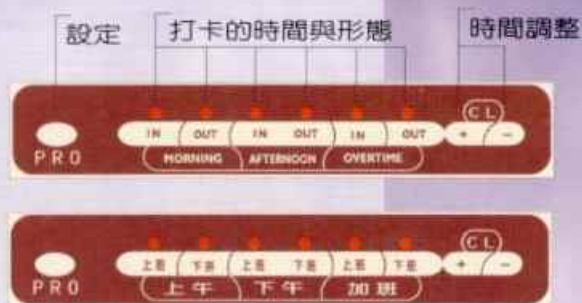 設定 打卡的時間與形態 時間調整
CL
IN OUT IN OUT IN OUT + −
PRO MORNING AFTERNOON OVERTIME
CL
上班 下班 上班 下班 上班 下班 + −
PRO 上午 下午 加班